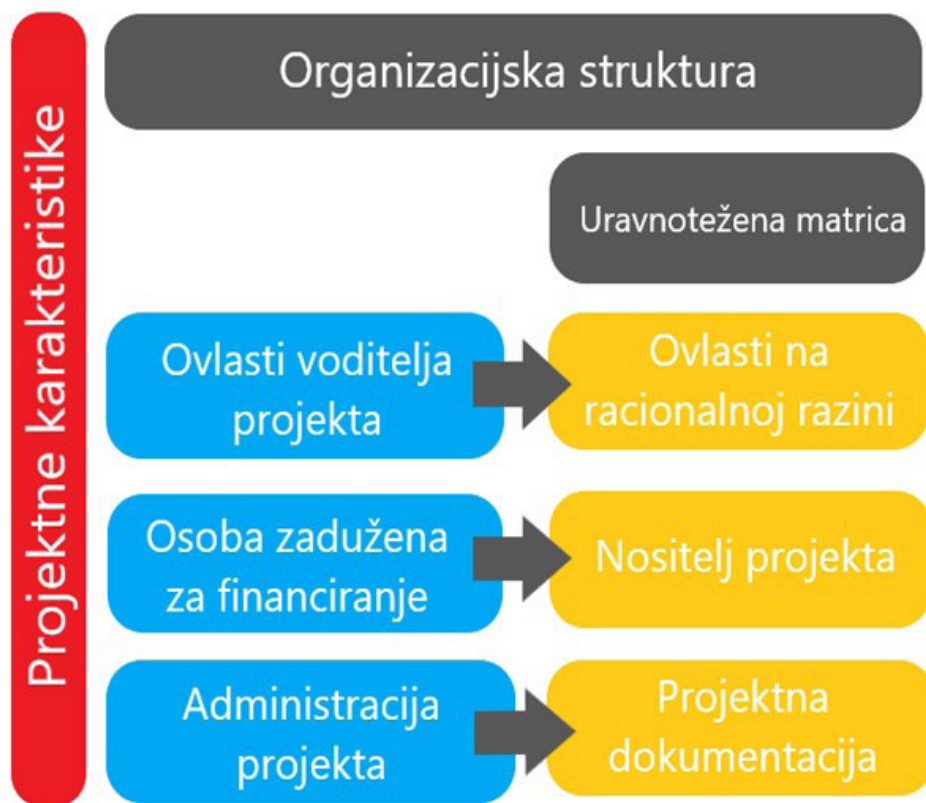 Projektne karakteristike
Organizacijska struktura
Uravnotežena matrica
Ovlasti voditelja
projekta
Ovlasti na
racionalnoj razini
Osoba zadužena
za financiranje
Nositelj projekta
Administracija
projekta
Projektna
dokumentacija